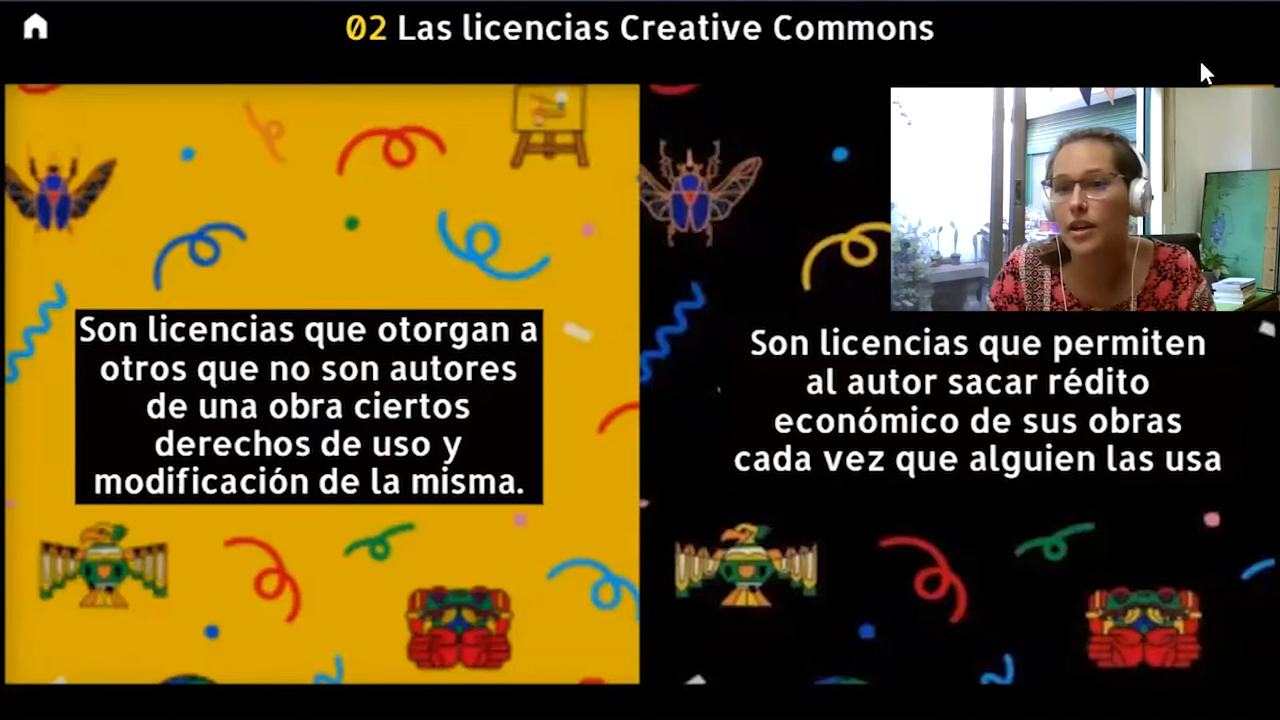 02 Las licencias Creative Commons
Son licencias que otorgan a
otros que no son autores
de una obra ciertos
derechos de uso y
modificación de la misma.
Son licencias que permiten
al autor sacar rédito
económico de sus obras
cada vez que alguien las usa